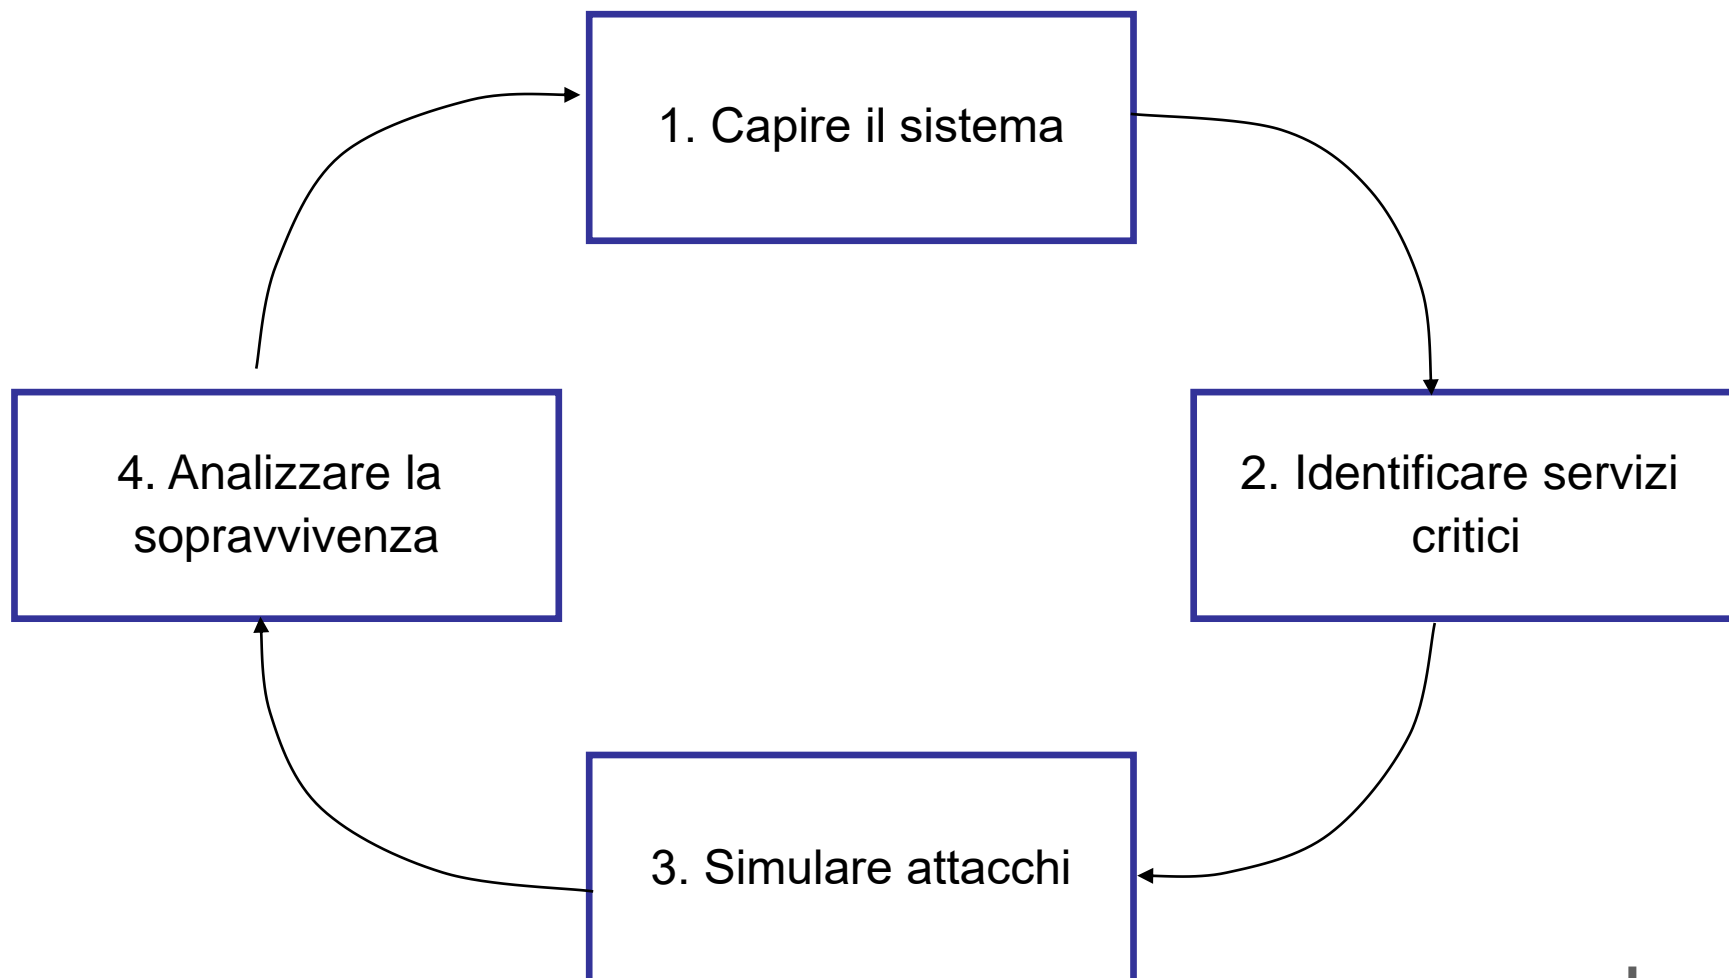 1. Capire il sistema
2. Identificare servizi
critici
3. Simulare attacchi
4. Analizzare la
sopravvivenza